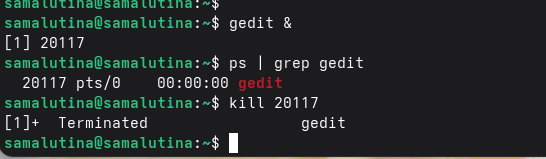 samalutina@samalutina:~$
samalutina@samalutina:~$ gedit &
[1] 20117
samalutina@samalutina:~$ ps | grep gedit
20117 pts/0 00:00:00 gedit
samalutina@samalutina:~$ kill 20117
[1]+ Terminated gedit
samalutina@samalutina:~$